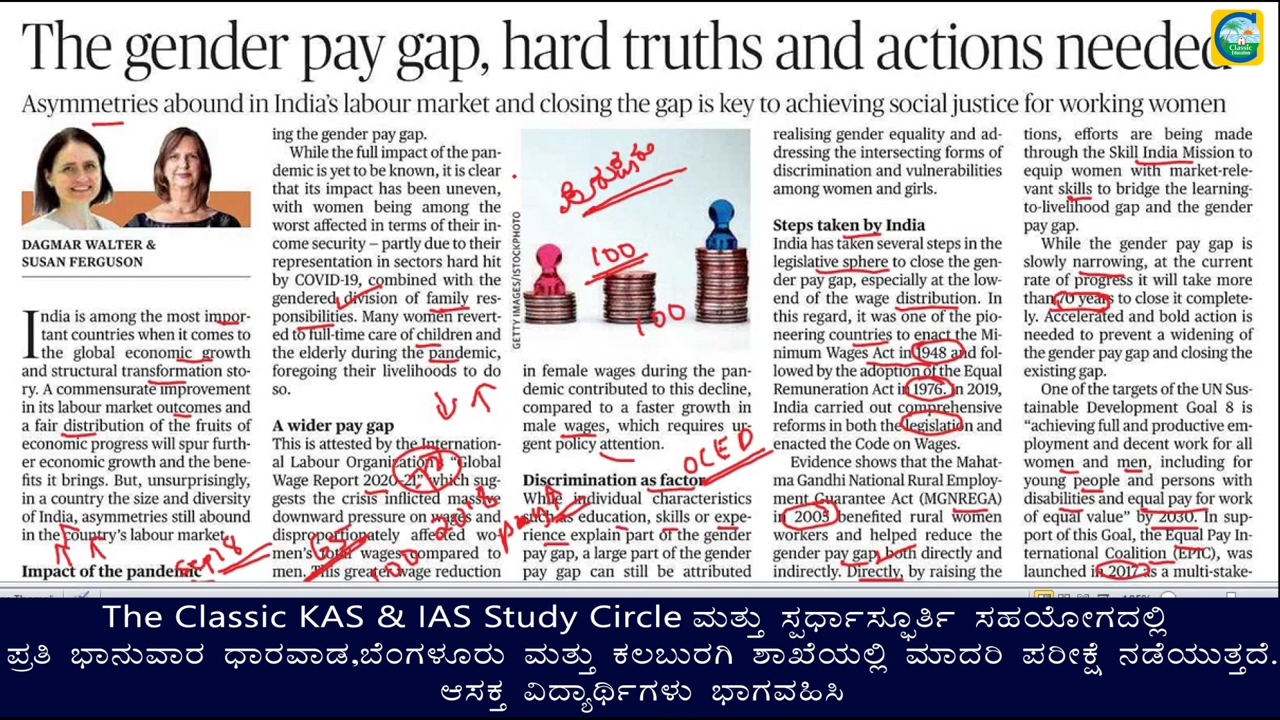 The gender pay gap, hard truths and actions needed
Classic
Education
Asymmetries abound in India's labour market and closing the gap is key to achieving social justice for working women
DAGMAR WALTER &
SUSAN FERGUSON
India is among the most impor-
tant countries when it comes to
the global economic growth
and structural transformation sto-
ry. A commensurate improvement
in its labour market outcomes and
a fair distribution of the fruits of
economic progress will spur furth-
er economic growth and the bene-
fits it brings. But, unsurprisingly,
in a country the size and diversity
of India, asymmetries still abound
in the country's labour market.
Impact of the pandemic
ing the gender pay gap.
While the full impact of the pan-
demic is yet to be known, it is clear
that its impact has been uneven,
with women being among the
worst affected in terms of their in-
come security – partly due to their
representation in sectors hard hit
by COVID-19, combined with the
gendered division of family res-
ponsibilities. Many women revert-
ed to full-time care of children and
the elderly during the pandemic,
foregoing their livelihoods to do
so.
A wider pay gap
This is attested by the Internation-
al Labour Organization's "Global
Wage Report 2020-21", which sug-
gests the crisis inflicted massive
downward pressure on wages and
disproportionately affected wo-
men's total wages compared to
men. This greater wage reduction
GETTY IMAGES/ISTOCKPHOTO
100
100
in female wages during the pan-
demic contributed to this decline,
compared to a faster growth in
male wages, which requires ur-
gent policy attention.
OCED
Discrimination as factor
While individual characteristics
such as education, skills or expe-
rience explain part of the gender
pay gap, a large part of the gender
pay gap can still be attributed
2018
100
realising gender equality and ad-
dressing the intersecting forms of
discrimination and vulnerabilities
among women and girls.
Steps taken by India
India has taken several steps in the
legislative sphere to close the gen-
der pay gap, especially at the low-
end of the wage distribution. In
this regard, it was one of the pio-
neering countries to enact the Mi-
nimum Wages Act in 1948 and fol-
lowed by the adoption of the Equal
Remuneration Act in 1976. In 2019,
India carried out comprehensive
reforms in both the legislation and
enacted the Code on Wages.
Evidence shows that the Mahat-
ma Gandhi National Rural Employ-
ment Guarantee Act (MGNREGA)
in 2005 benefited rural women
workers and helped reduce the
gender pay gap, both directly and
indirectly. Directly, by raising the
tions, efforts are being made
through the Skill India Mission to
equip women with market-rele-
vant skills to bridge the learning-
to-livelihood gap and the gender
pay gap.
While the gender pay gap is
slowly narrowing, at the current
rate of progress it will take more
than 70 years to close it complete-
ly. Accelerated and bold action is
needed to prevent a widening of
the gender pay gap and closing the
existing gap.
One of the targets of the UN Sus-
tainable Development Goal 8 is
"achieving full and productive em-
ployment and decent work for all
women and men, including for
young people and persons with
disabilities and equal pay for work
of equal value" by 2030. In sup-
port of this Goal, the Equal Pay In-
ternational Coalition (EPIC), was
launched in 2017 as a multi-stake-
The Classic KAS & IAS Study Circle ಮತ್ತು ಸ್ಪರ್ಧಾಸ್ಫೂರ್ತಿ ಸಹಯೋಗದಲ್ಲಿ
ಪ್ರತಿ ಭಾನುವಾರ ಧಾರವಾಡ,ಬೆಂಗಳೂರು ಮತ್ತು ಕಲಬುರಗಿ ಶಾಖೆಯಲ್ಲಿ ಮಾದರಿ ಪರೀಕ್ಷೆ ನಡೆಯುತ್ತದೆ.
ಆಸಕ್ತ ವಿದ್ಯಾರ್ಥಿಗಳು ಭಾಗವಹಿಸಿ